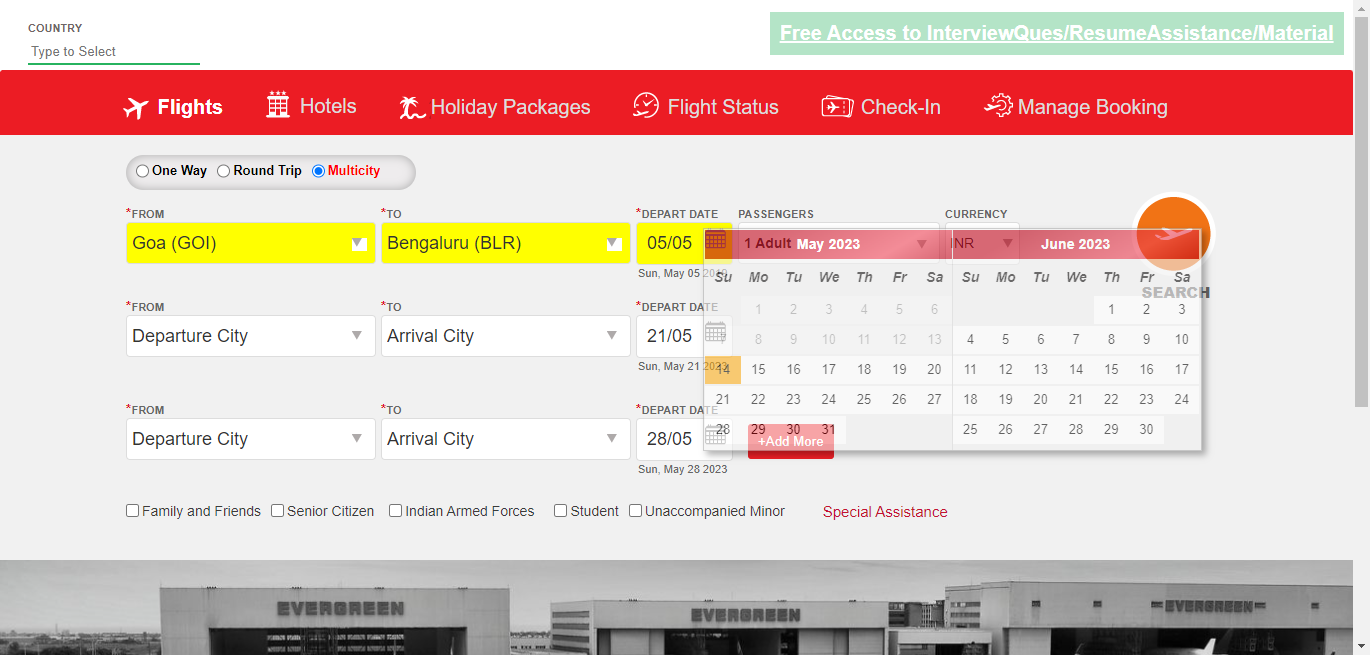 COUNTRY
Type to Select
Free Access to InterviewQues/ResumeAssistance/Material
Flights Hotels Holiday Packages Flight Status Check-In Manage Booking
One Way Round Trip Multicity
*FROM *TO *DEPART DATE PASSENGERS CURRENCY
Goa (GOI) Bengaluru (BLR) 05/05 1 Adult INR
Sun, May 05 2019
May 2023 June 2023
Su Mo Tu We Th Fr Sa Su Mo Tu We Th Fr Sa
SEARCH
1 2 3 4 5 6 1 2 3
7 8 9 10 11 12 13 4 5 6 7 8 9 10
14 15 16 17 18 19 20 11 12 13 14 15 16 17
21 22 23 24 25 26 27 18 19 20 21 22 23 24
28 29 30 31 25 26 27 28 29 30
*FROM *TO *DEPART DATE
Departure City Arrival City 21/05
Sun, May 21 2023
*FROM *TO *DEPART DATE
Departure City Arrival City 28/05
+Add More
Sun, May 28 2023
Family and Friends Senior Citizen Indian Armed Forces Student Unaccompanied Minor Special Assistance
EVERGREEN EVERGREEN EVERGREEN